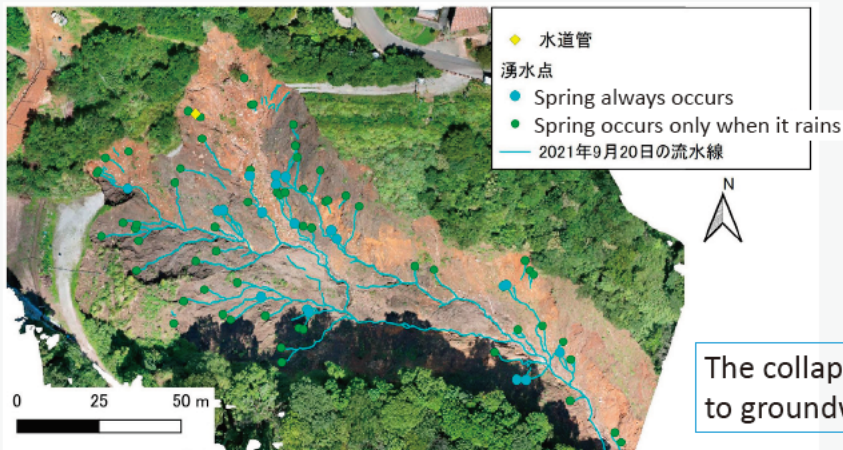 水道管
湧水点
Spring always occurs
Spring occurs only when it rains
2021年9月20日の流水線
N
0 25 50 m
The collap
to groundw